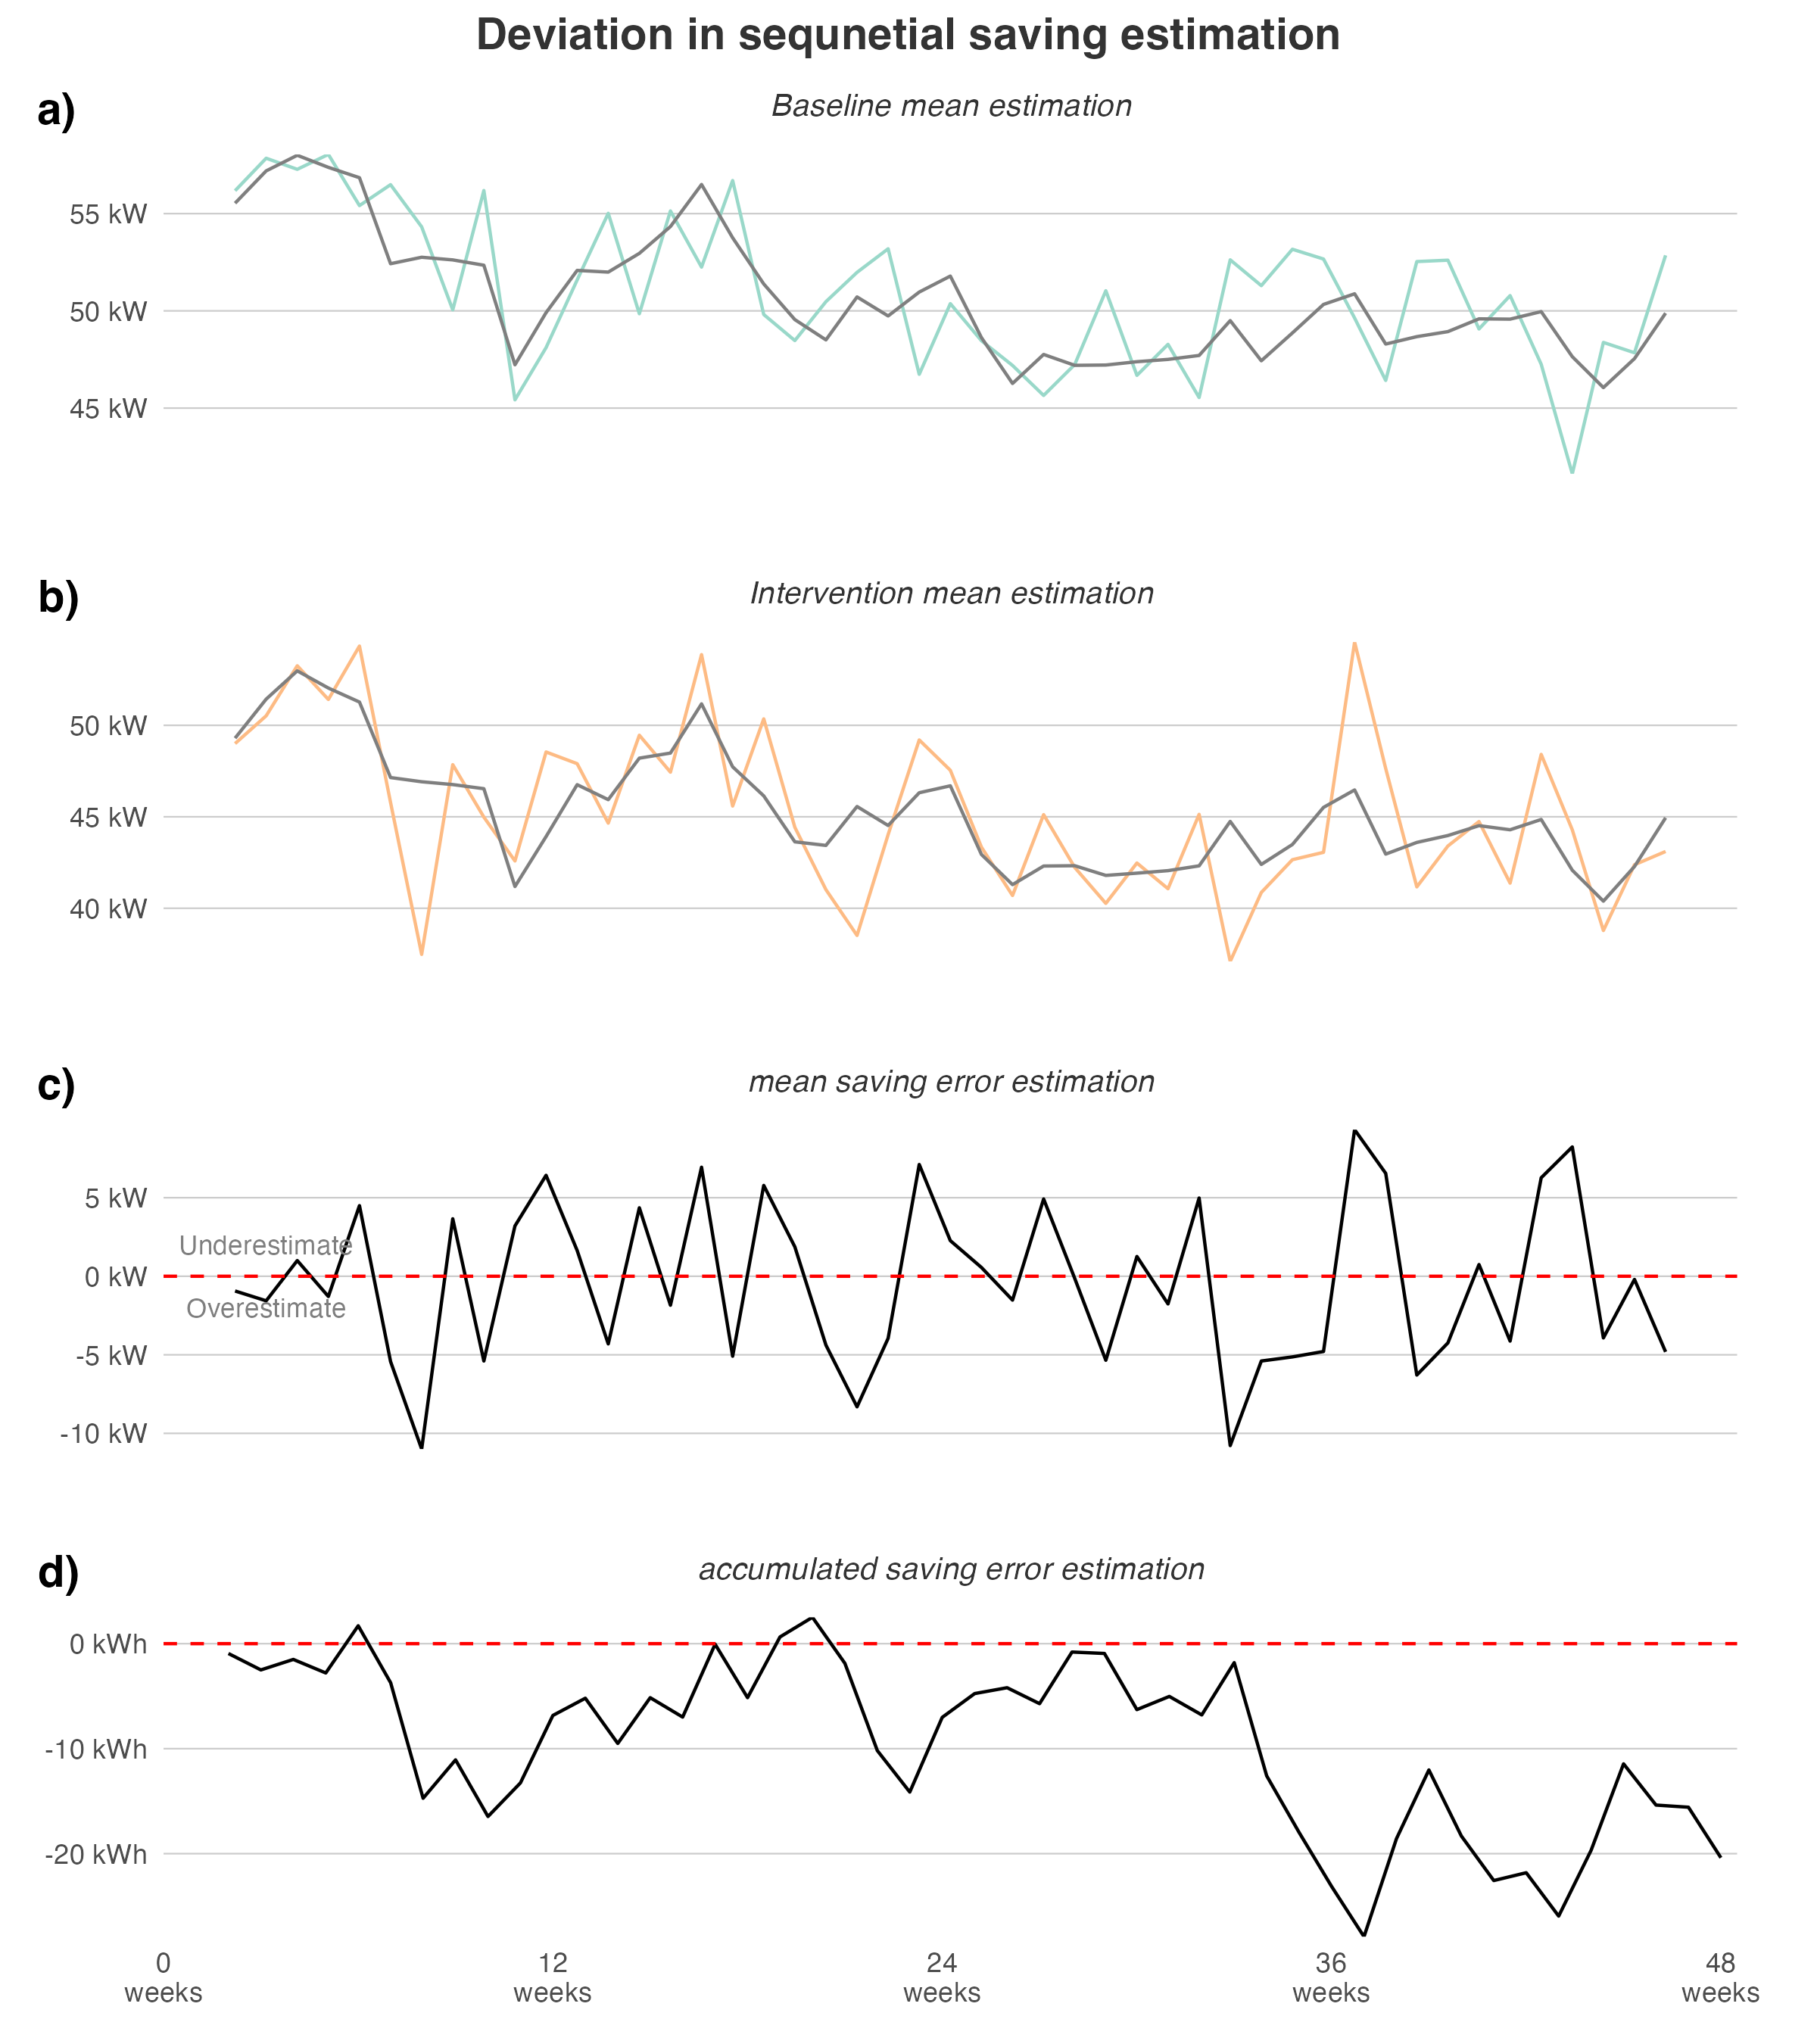 Deviation in sequnetial saving estimation
a)
Baseline mean estimation
55 kW
50 kW
45 kW
b)
Intervention mean estimation
50 kW
45 kW
40 kW
c)
mean saving error estimation
5 kW
Underestimate
0 kW
Overestimate
-5 kW
-10 kW
d)
accumulated saving error estimation
0 kWh
-10 kWh
-20 kWh
0 12 24 36 48
weeks weeks weeks weeks weeks